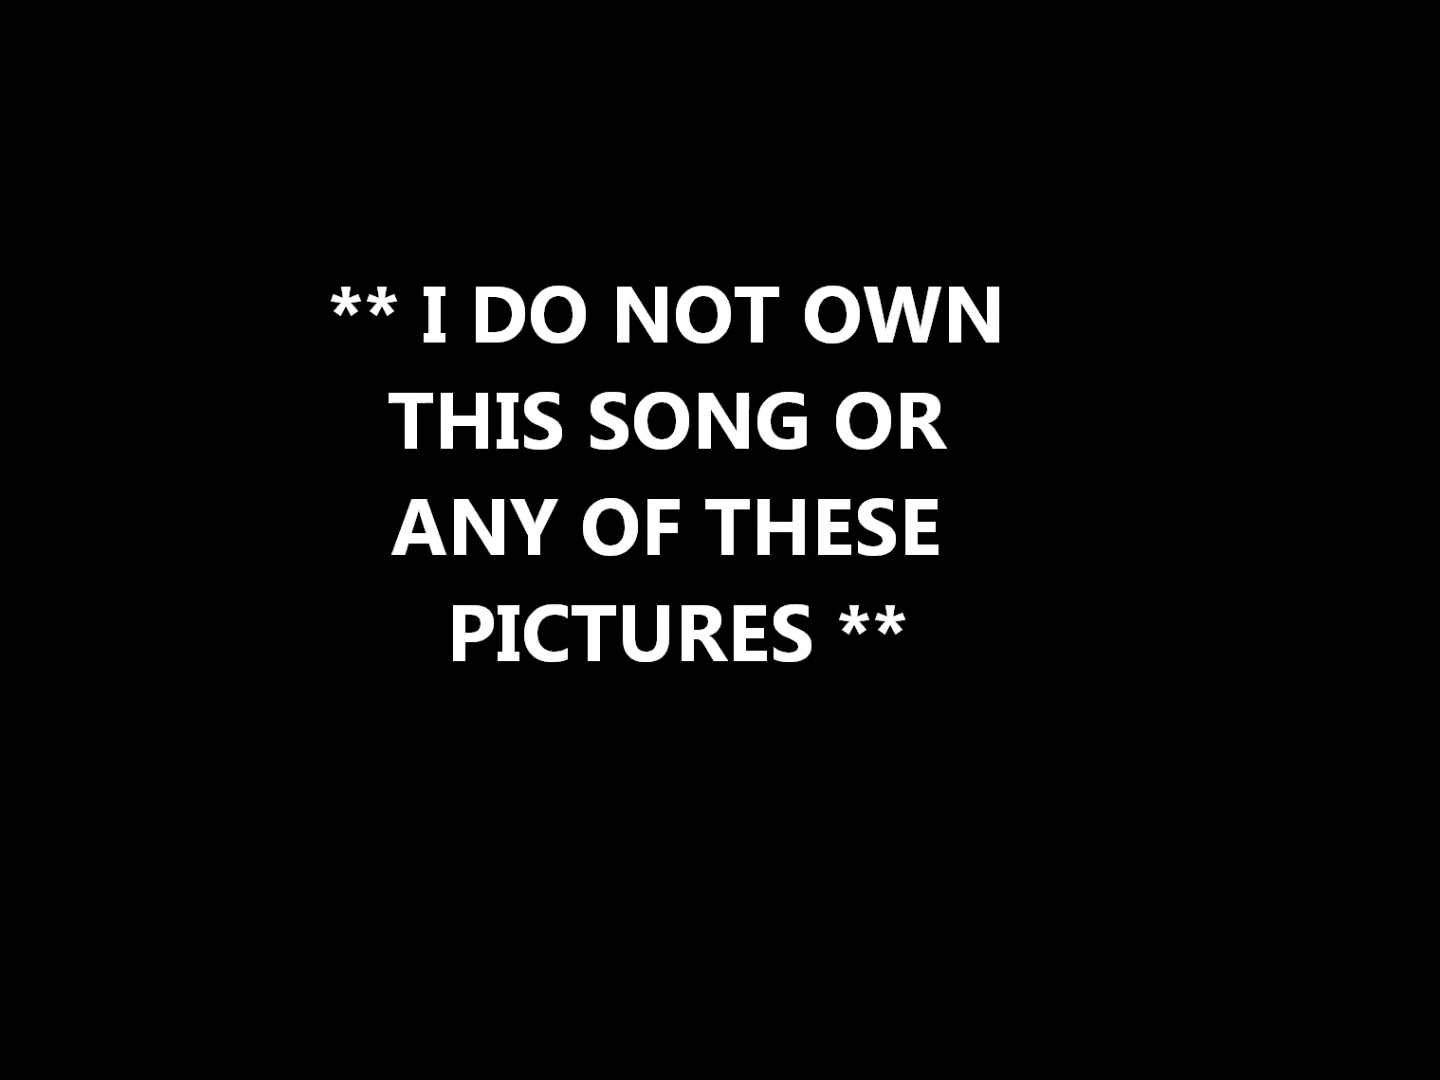 ** I DO NOT OWN
THIS SONG OR
ANY OF THESE
PICTURES **